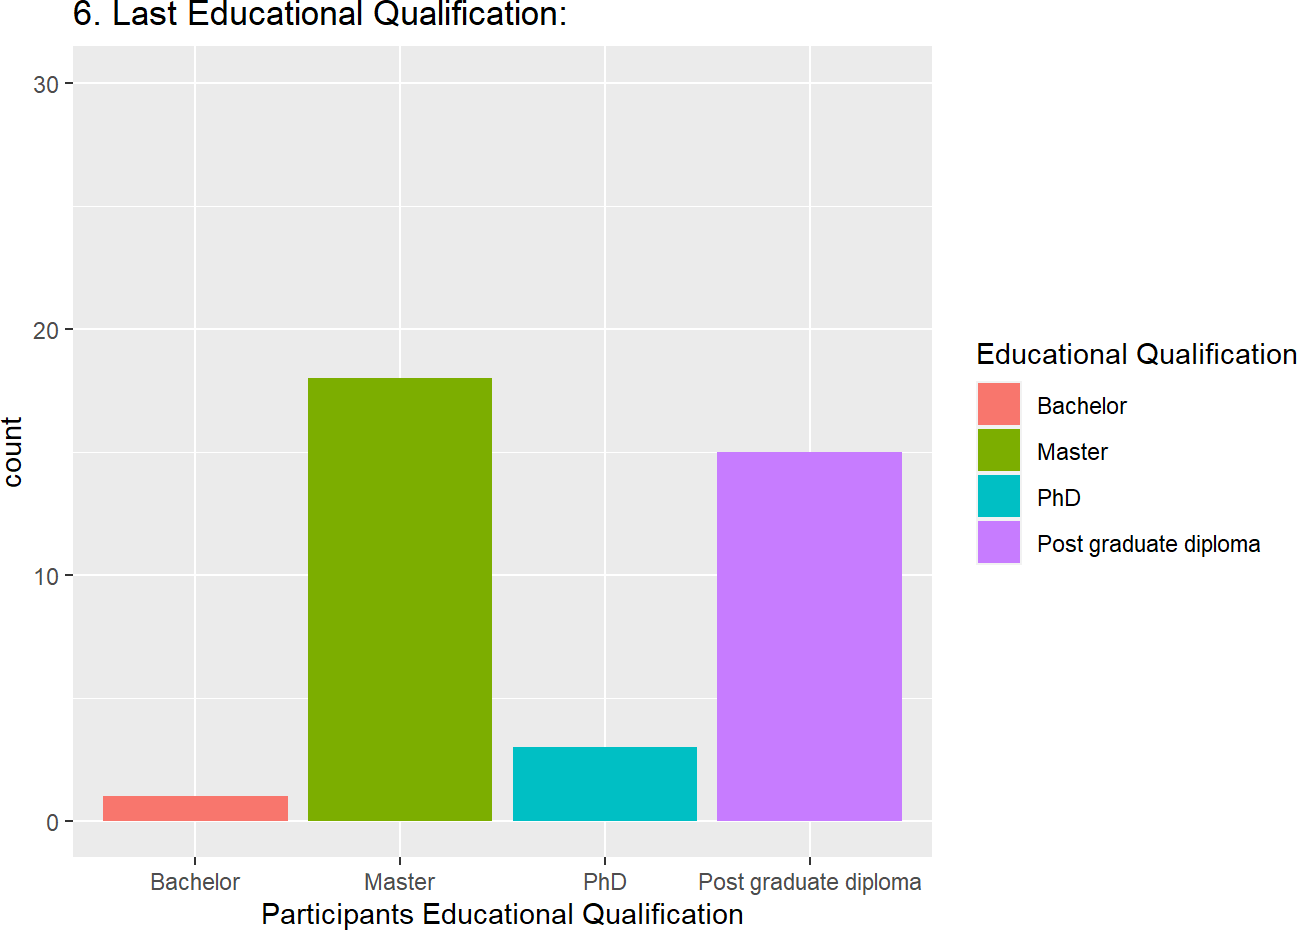 6. Last Educational Qualification:
30
20
10
0
count
Bachelor Master PhD Post graduate diploma
Participants Educational Qualification
Educational Qualification
Bachelor
Master
PhD
Post graduate diploma